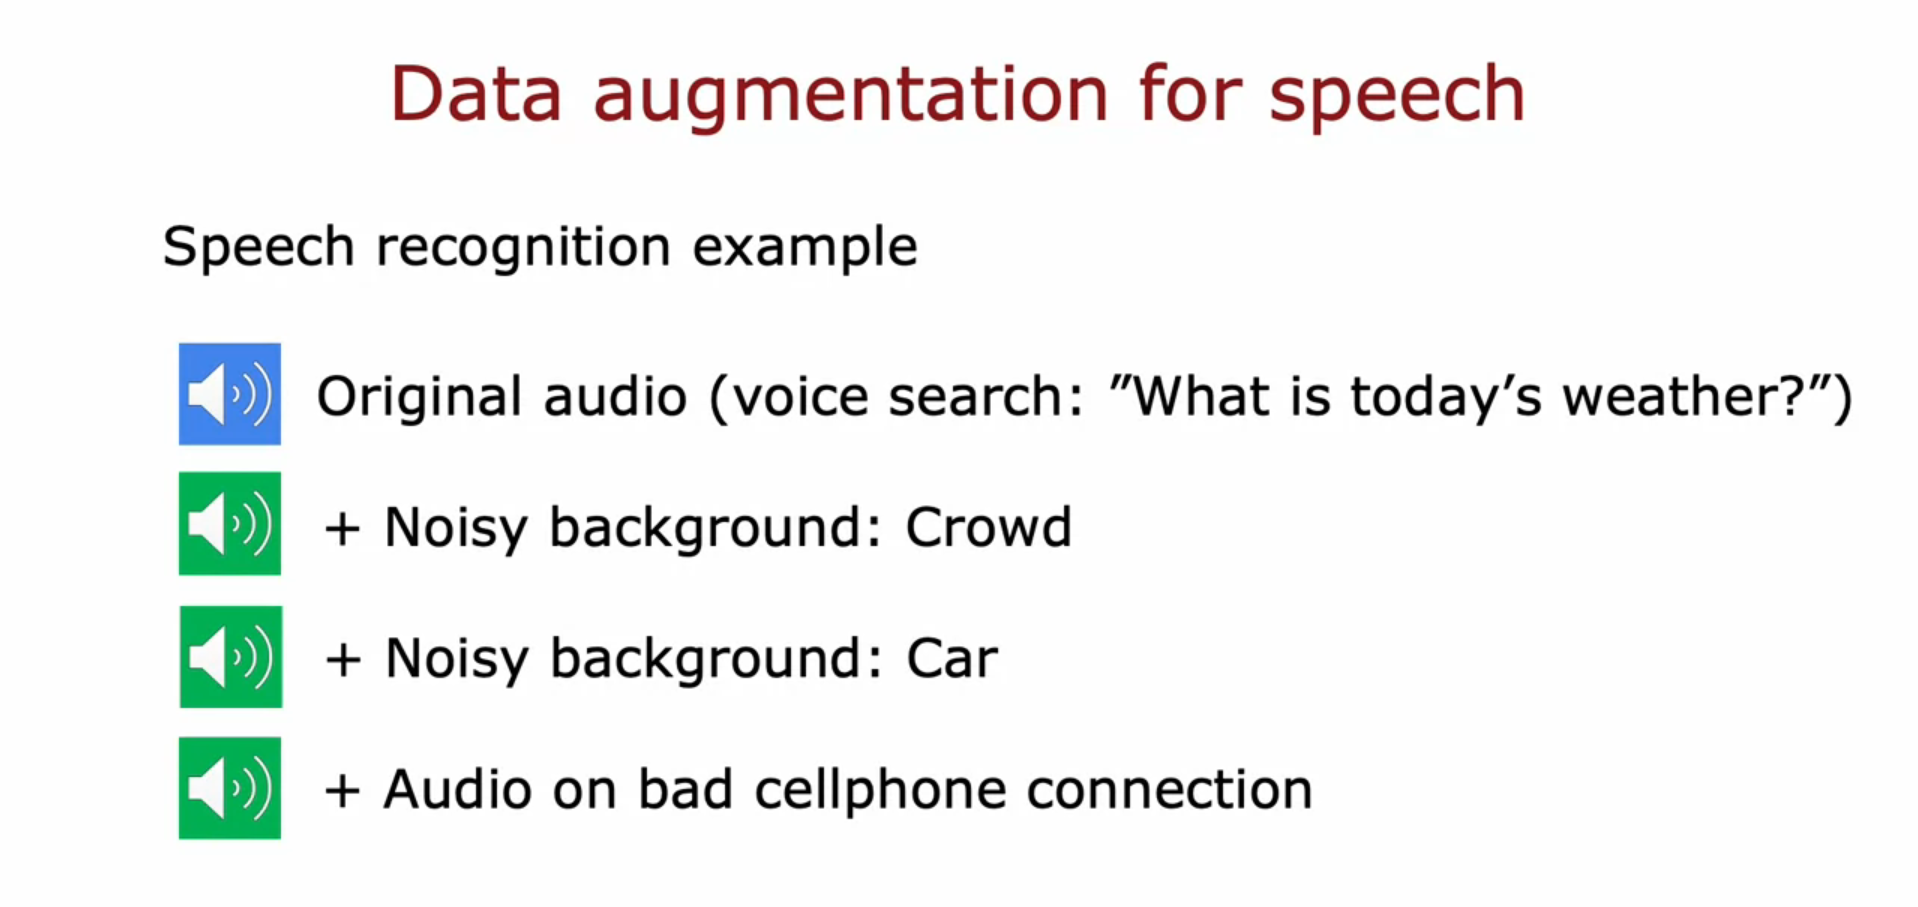 Data augmentation for speech
Speech recognition example
Original audio (voice search: ”What is today’s weather?”)
+ Noisy background: Crowd
+ Noisy background: Car
+ Audio on bad cellphone connection